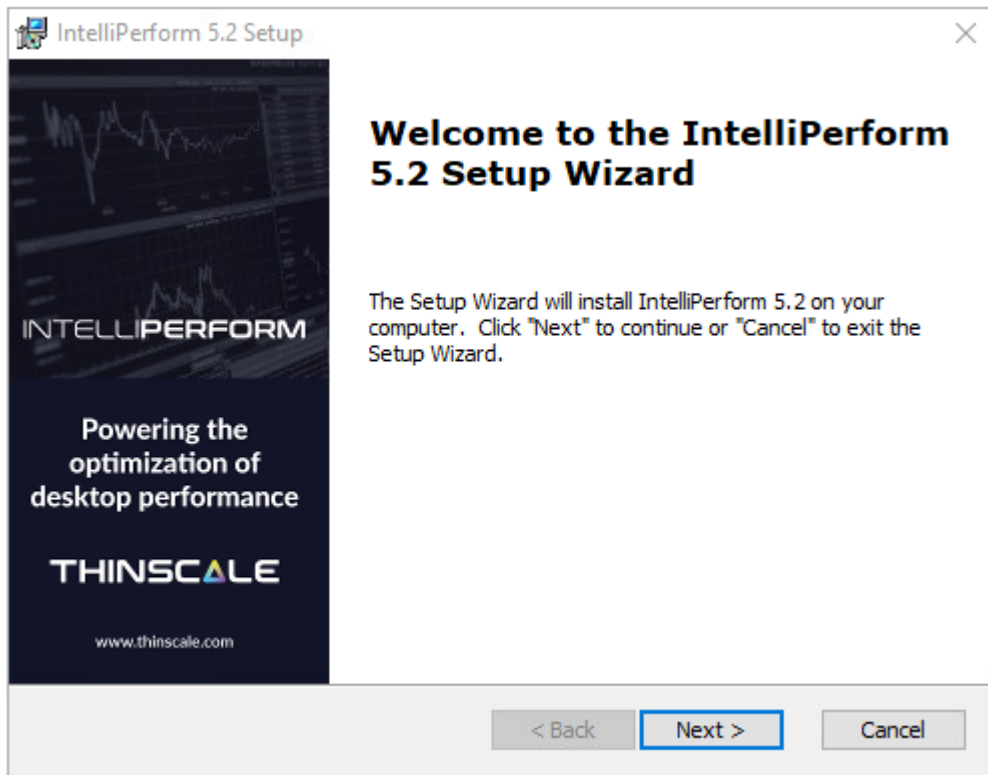 IntelliPerform 5.2 Setup
Welcome to the IntelliPerform
5.2 Setup Wizard
The Setup Wizard will install IntelliPerform 5.2 on your
computer. Click "Next" to continue or "Cancel" to exit the
Setup Wizard.
INTELLIPERFORM
Powering the
optimization of
desktop performance
THINSCALE
www.thinscale.com
< Back
Next >
Cancel